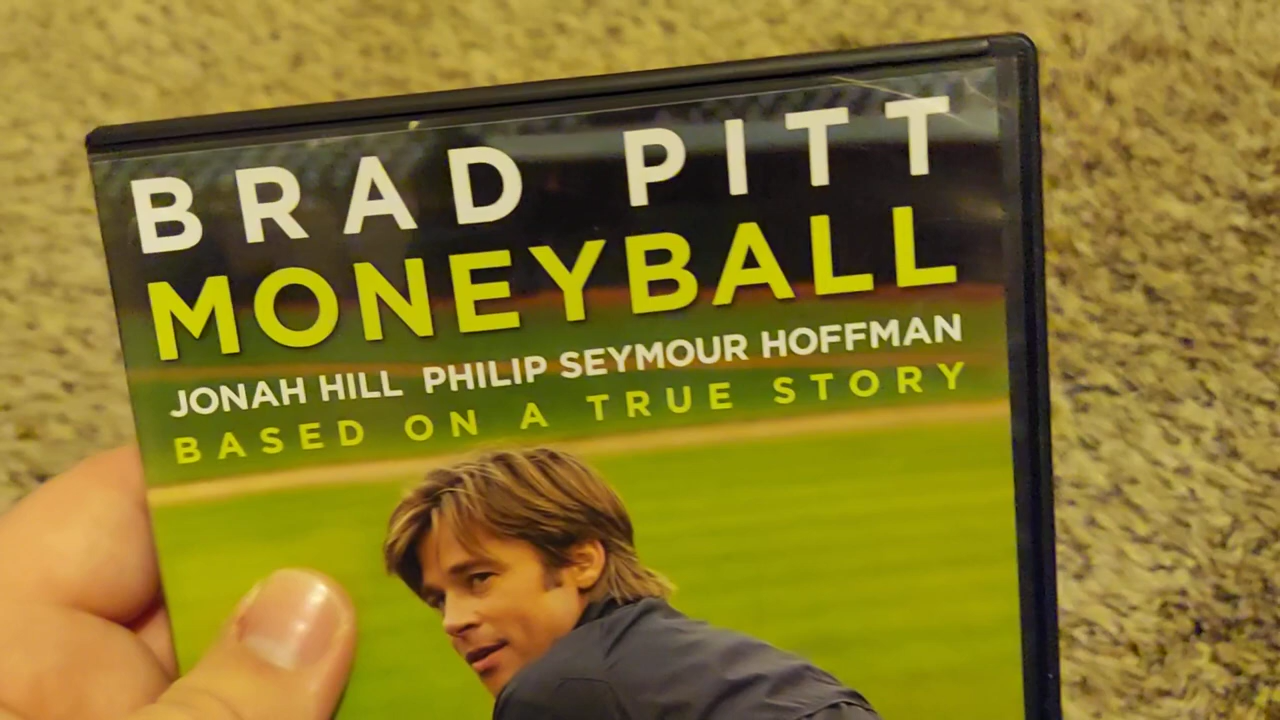 BRAD PITT
MONEYBALL
JONAH HILL PHILIP SEYMOUR HOFFMAN
BASED ON A TRUE STORY